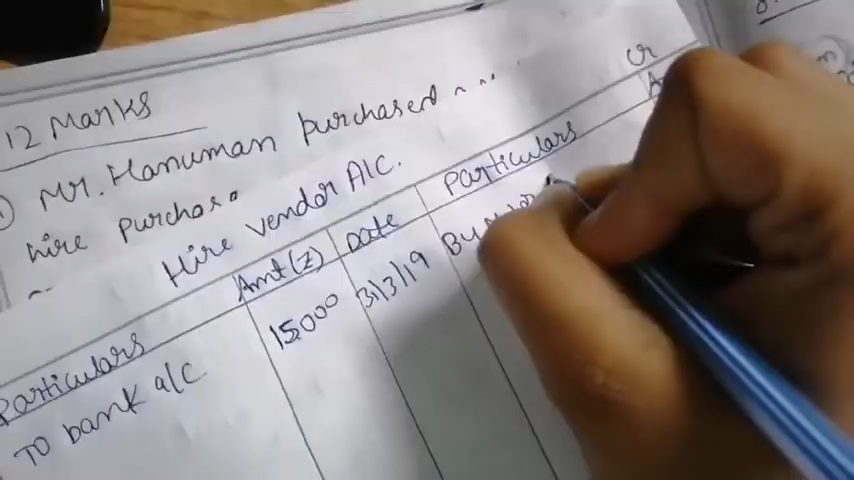 12 Marks
Mr. Hanuman purchased
hire purchase
Hire vendor A/C.
Cr
Particulars Amt(₹) Date Particulars
To bank a/c 15000 31/3/19 By